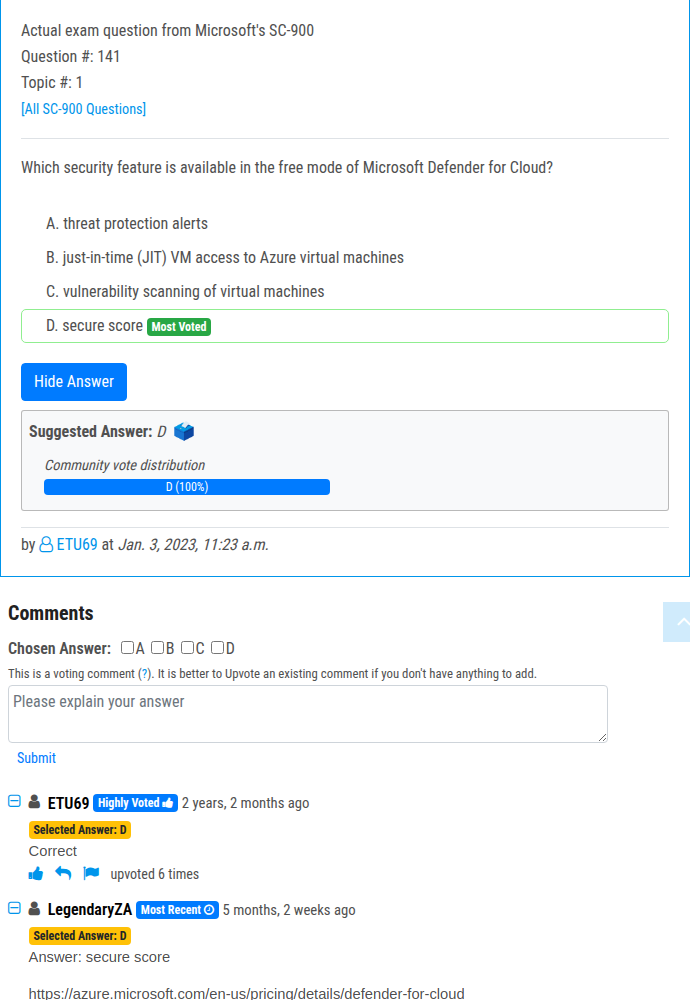 Actual exam question from Microsoft's SC-900
Question #: 141
Topic #: 1
[All SC-900 Questions]
Which security feature is available in the free mode of Microsoft Defender for Cloud?
A. threat protection alerts
B. just-in-time (JIT) VM access to Azure virtual machines
C. vulnerability scanning of virtual machines
D. secure score Most Voted
Hide Answer
Suggested Answer: D
Community vote distribution
D (100%)
by ETU69 at Jan. 3, 2023, 11:23 a.m.
Comments
Chosen Answer: A B C D
This is a voting comment (?). It is better to Upvote an existing comment if you don't have anything to add.
Please explain your answer
Submit
ETU69 Highly Voted 2 years, 2 months ago
Selected Answer: D
Correct
upvoted 6 times
LegendaryZA Most Recent 5 months, 2 weeks ago
Selected Answer: D
Answer: secure score
https://azure.microsoft.com/en-us/pricing/details/defender-for-cloud